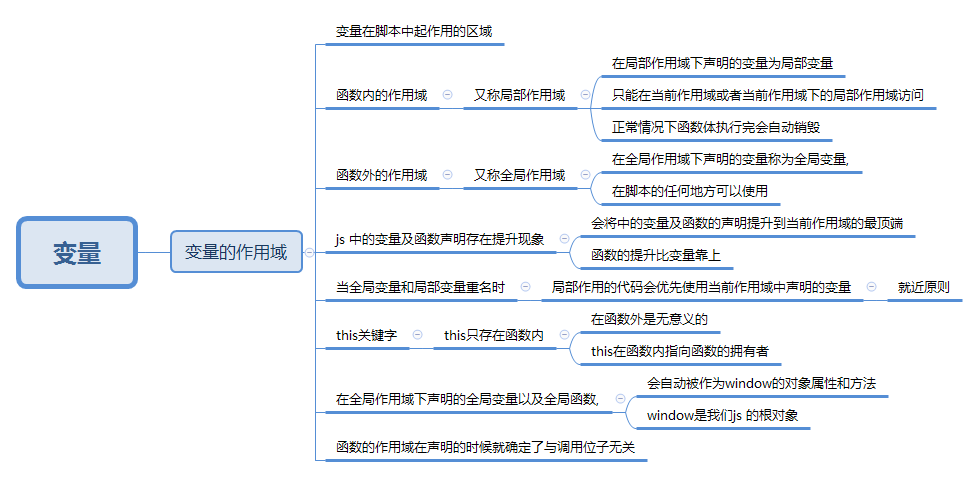 变量
变量的作用域
变量在脚本中起作用的区域
函数内的作用域
又称局部作用域
在局部作用域下声明的变量为局部变量
只能在当前作用域或者当前作用域下的局部作用域访问
正常情况下函数体执行完会自动销毁
函数外的作用域
又称全局作用域
在全局作用域下声明的变量称为全局变量,
在脚本的任何地方可以使用
js 中的变量及函数声明存在提升现象
会将中的变量及函数的声明提升到当前作用域的最顶端
函数的提升比变量靠上
当全局变量和局部变量重名时
局部作用的代码会优先使用当前作用域中声明的变量
就近原则
this关键字
this只存在函数内
在函数外是无意义的
this在函数内指向函数的拥有者
在全局作用域下声明的全局变量以及全局函数,
会自动被作为window的对象属性和方法
window是我们js 的根对象
函数的作用域在声明的时候就确定了与调用位子无关